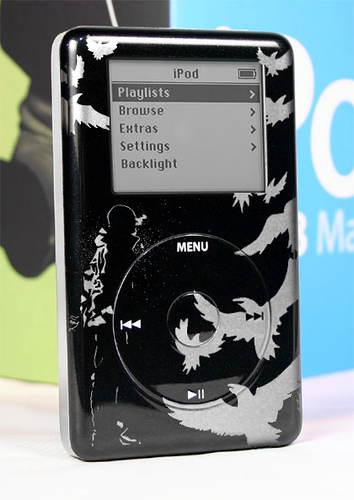 iPod
Playlists
Browse
Extras
Settings
Backlight
MENU